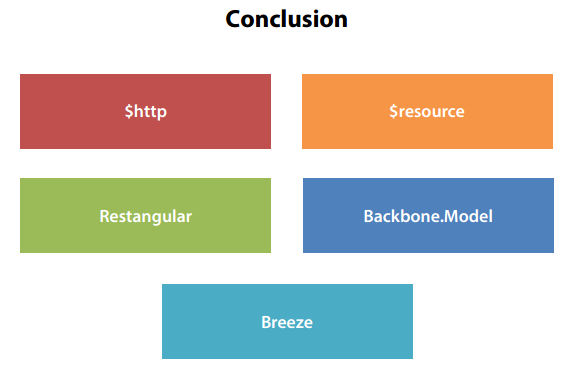 Conclusion
$http
$resource
Restangular
Backbone.Model
Breeze